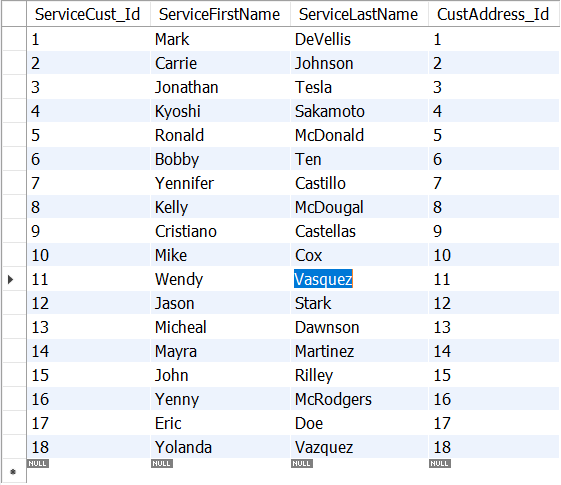 ServiceCust_Id ServiceFirstName ServiceLastName CustAddress_Id
1 Mark DeVellis 1
2 Carrie Johnson 2
3 Jonathan Tesla 3
4 Kyoshi Sakamoto 4
5 Ronald McDonald 5
6 Bobby Ten 6
7 Yennifer Castillo 7
8 Kelly McDougal 8
9 Cristiano Castellas 9
10 Mike Cox 10
11 Wendy Vasquez 11
12 Jason Stark 12
13 Micheal Dawnson 13
14 Mayra Martinez 14
15 John Rilley 15
16 Yenny McRodgers 16
17 Eric Doe 17
18 Yolanda Vazquez 18
NULL NULL NULL NULL